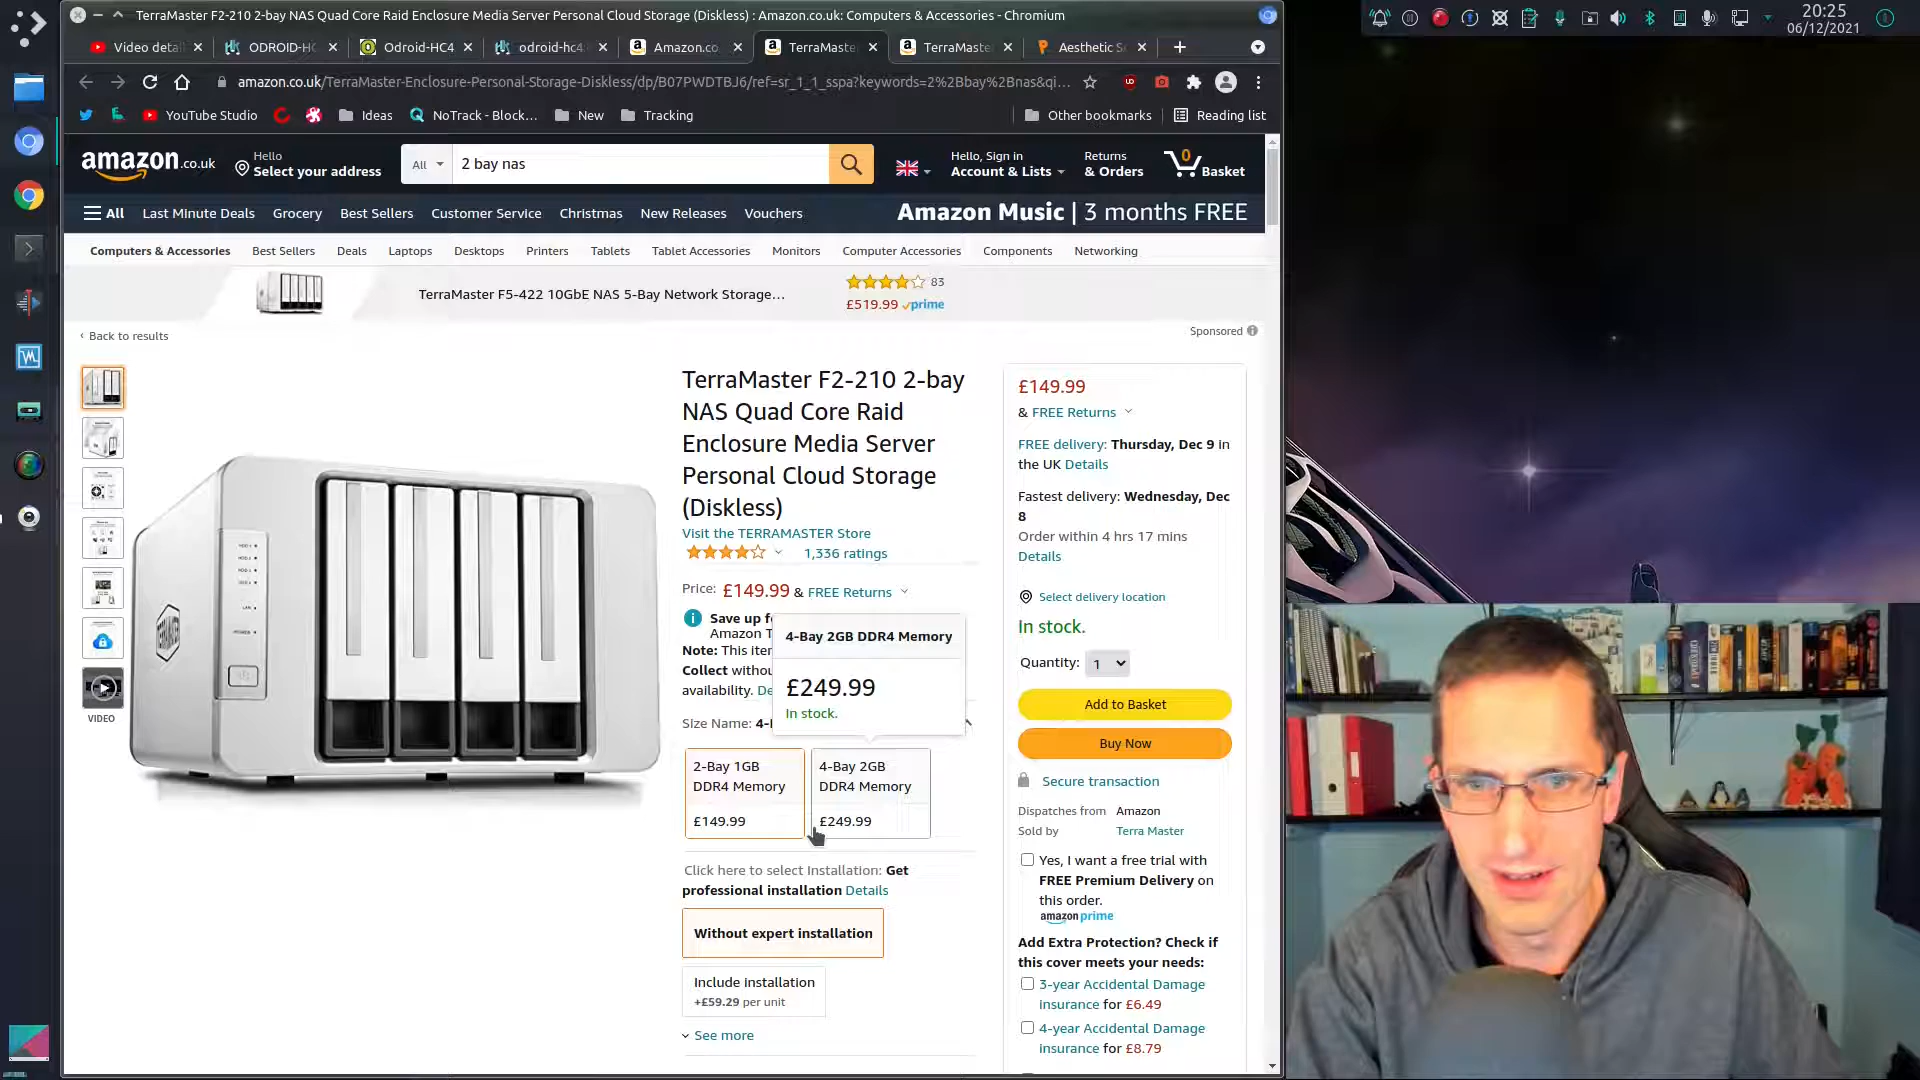 TerraMaster F2-210 2-bay NAS Quad Core Raid Enclosure Media Server Personal Cloud Storage (Diskless) : Amazon.co.uk: Computers & Accessories - Chromium
20:25
06/12/2021
Video detai
ODROID-HC
Odroid-HC4
odroid-hc4
Amazon.co
TerraMaste
TerraMaste
Aesthetic S
amazon.co.uk/TerraMaster-Enclosure-Personal-Storage-Diskless/dp/B07PWDTBJ6/ref=sr_1_1_sspa?keywords=2%2Bbay%2Bnas&qi...
YouTube Studio
Ideas
NoTrack - Block...
New
Tracking
Other bookmarks
Reading list
amazon.co.uk
Hello
Select your address
All
2 bay nas
Hello, Sign in
Account & Lists
Returns
& Orders
0
Basket
All
Last Minute Deals
Grocery
Best Sellers
Customer Service
Christmas
New Releases
Vouchers
Amazon Music | 3 months FREE
Computers & Accessories
Best Sellers
Deals
Laptops
Desktops
Printers
Tablets
Tablet Accessories
Monitors
Computer Accessories
Components
Networking
TerraMaster F5-422 10GbE NAS 5-Bay Network Storage...
83
£519.99 prime
‹ Back to results
Sponsored
TerraMaster F2-210 2-bay
NAS Quad Core Raid
Enclosure Media Server
Personal Cloud Storage
(Diskless)
Visit the TERRAMASTER Store
1,336 ratings
Price: £149.99 & FREE Returns
Save up f
Amazon T
Note: This iter
Collect withou
availability. De
Size Name: 4-
4-Bay 2GB DDR4 Memory
£249.99
In stock.
2-Bay 1GB
DDR4 Memory
£149.99
4-Bay 2GB
DDR4 Memory
£249.99
Click here to select Installation: Get
professional installation Details
Without expert installation
Include installation
+£59.29 per unit
See more
VIDEO
£149.99
& FREE Returns
FREE delivery: Thursday, Dec 9 in
the UK Details
Fastest delivery: Wednesday, Dec
8
Order within 4 hrs 17 mins
Details
Select delivery location
In stock.
Quantity: 1
Add to Basket
Buy Now
Secure transaction
Dispatches from Amazon
Sold by Terra Master
Yes, I want a free trial with
FREE Premium Delivery on
this order.
amazon prime
Add Extra Protection? Check if
this cover meets your needs:
3-year Accidental Damage
insurance for £6.49
4-year Accidental Damage
insurance for £8.79